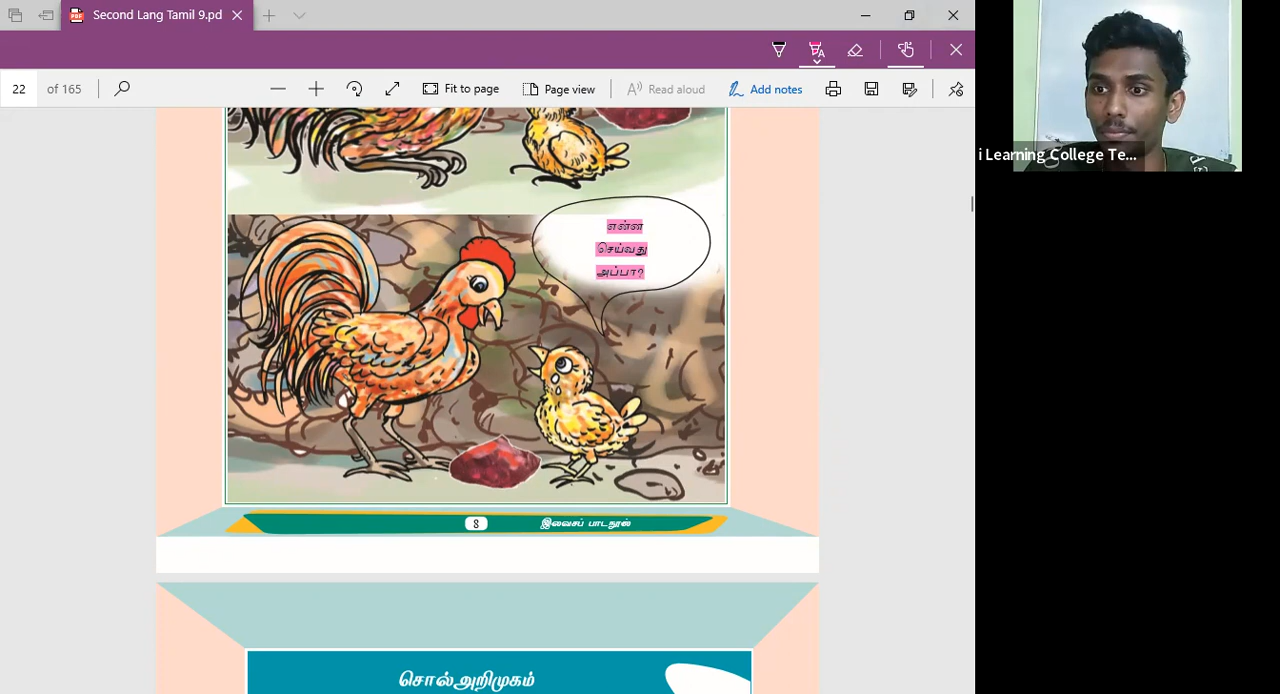 Second Lang Tamil 9.pd
22 of 165
Fit to page
Page view
Read aloud
Add notes
i Learning College Te...
என்ன
செய்வது
அப்பா?
8 இலவசப் பாடநூல்
சொல்அறிமுகம்